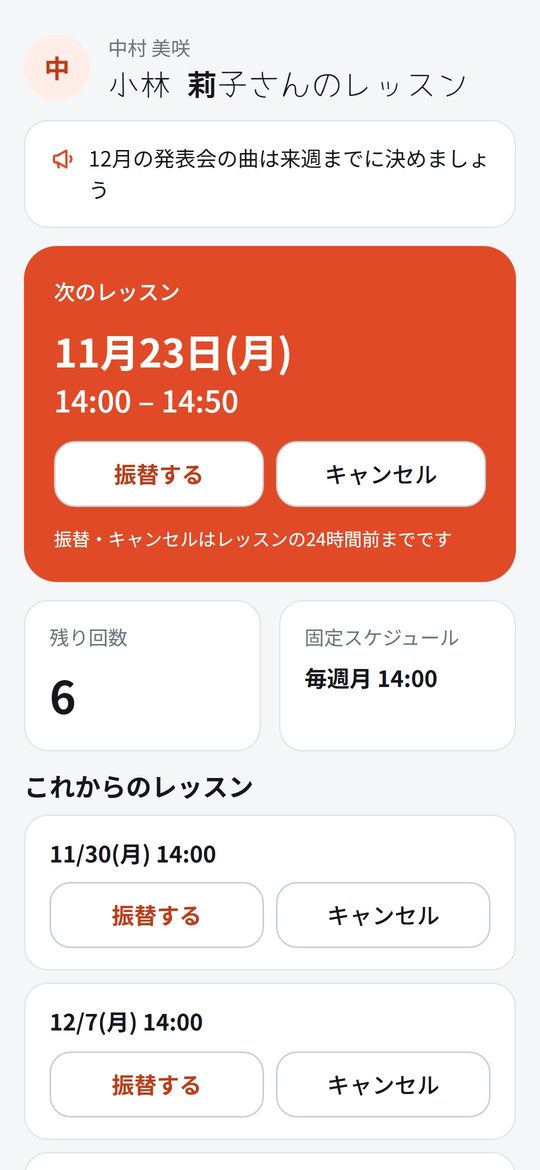 中
中村 美咲
小林 莉子さんのレッスン
12月の発表会の曲は来週までに決めましょ
う
次のレッスン
11月23日(月)
14:00 – 14:50
振替する
キャンセル
振替・キャンセルはレッスンの24時間前までです
残り回数
6
固定スケジュール
毎週月 14:00
これからのレッスン
11/30(月) 14:00
振替する
キャンセル
12/7(月) 14:00
振替する
キャンセル